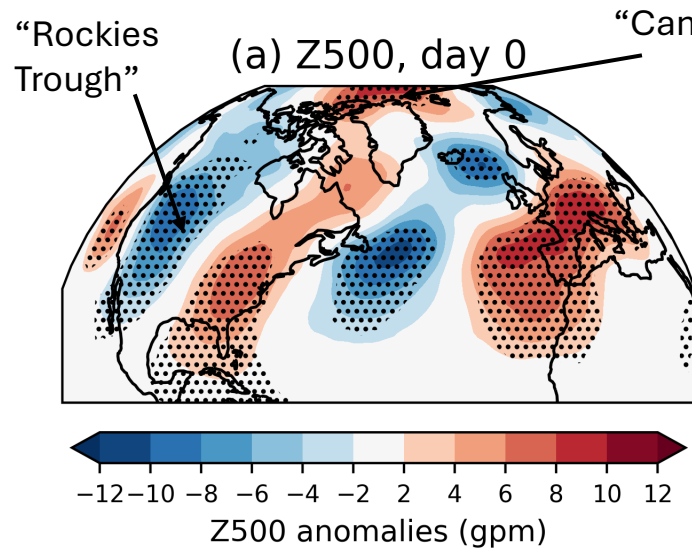 “Rockies
Trough”
“Can
(a) Z500, day 0
−12 −10 −8 −6 −4 −2 2 4 6 8 10 12
Z500 anomalies (gpm)